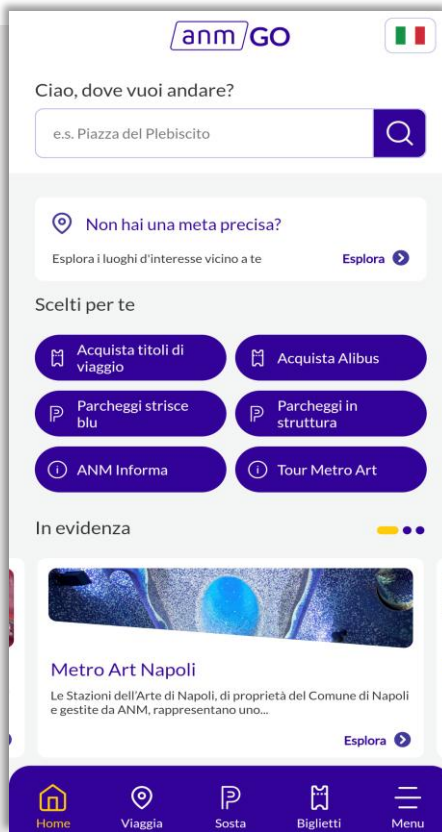 anm GO
Ciao, dove vuoi andare?
e.s. Piazza del Plebiscito
Non hai una meta precisa?
Esplora i luoghi d'interesse vicino a te
Esplora
Scelti per te
Acquista titoli di
viaggio
Acquista Alibus
Parcheggi strisce
blu
Parcheggi in
struttura
ANM Informa
Tour Metro Art
In evidenza
Metro Art Napoli
Le Stazioni dell'Arte di Napoli, di proprietà del Comune di Napoli
e gestite da ANM, rappresentano uno...
Esplora
Home
Viaggia
Sosta
Biglietti
Menu